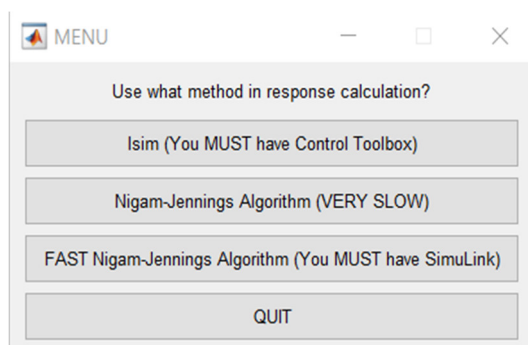 MENU
Use what method in response calculation?
lsim (You MUST have Control Toolbox)
Nigam-Jennings Algorithm (VERY SLOW)
FAST Nigam-Jennings Algorithm (You MUST have SimuLink)
QUIT